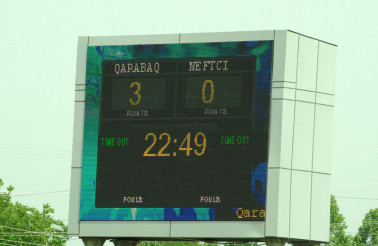 QARABAQ NEFTCI
3 0
POINTS POINTS
TIME OUT 22:49 TIME OUT
FOULS FOULS
Qara